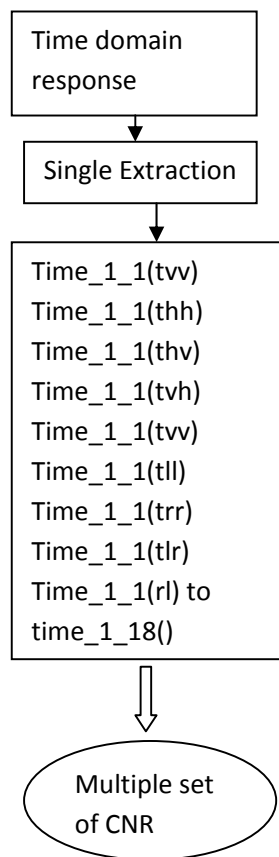 Time domain
response
Single Extraction
Time_1_1(tvv)
Time_1_1(thh)
Time_1_1(thv)
Time_1_1(tvh)
Time_1_1(tvv)
Time_1_1(tll)
Time_1_1(trr)
Time_1_1(tlr)
Time_1_1(rl) to
time_1_18()
Multiple set
of CNR